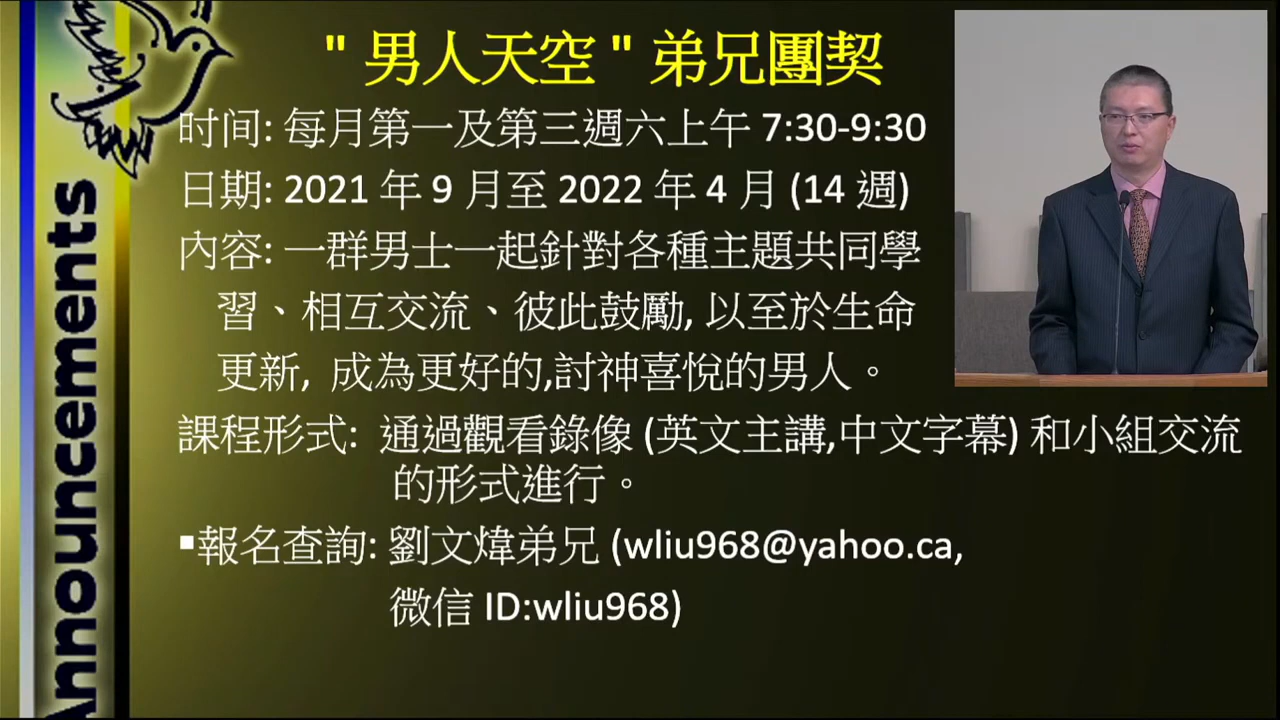 " 男人天空 " 弟兄團契
时间: 每月第一及第三週六上午 7:30-9:30
日期: 2021 年 9 月至 2022 年 4 月 (14 週)
內容: 一群男士一起針對各種主題共同學
習、相互交流、彼此鼓勵, 以至於生命
更新, 成為更好的,討神喜悅的男人。
課程形式: 通過觀看錄像 (英文主講,中文字幕) 和小組交流
的形式進行。
▪報名查詢: 劉文煒弟兄 (wliu968@yahoo.ca,
微信 ID:wliu968)
Announcements